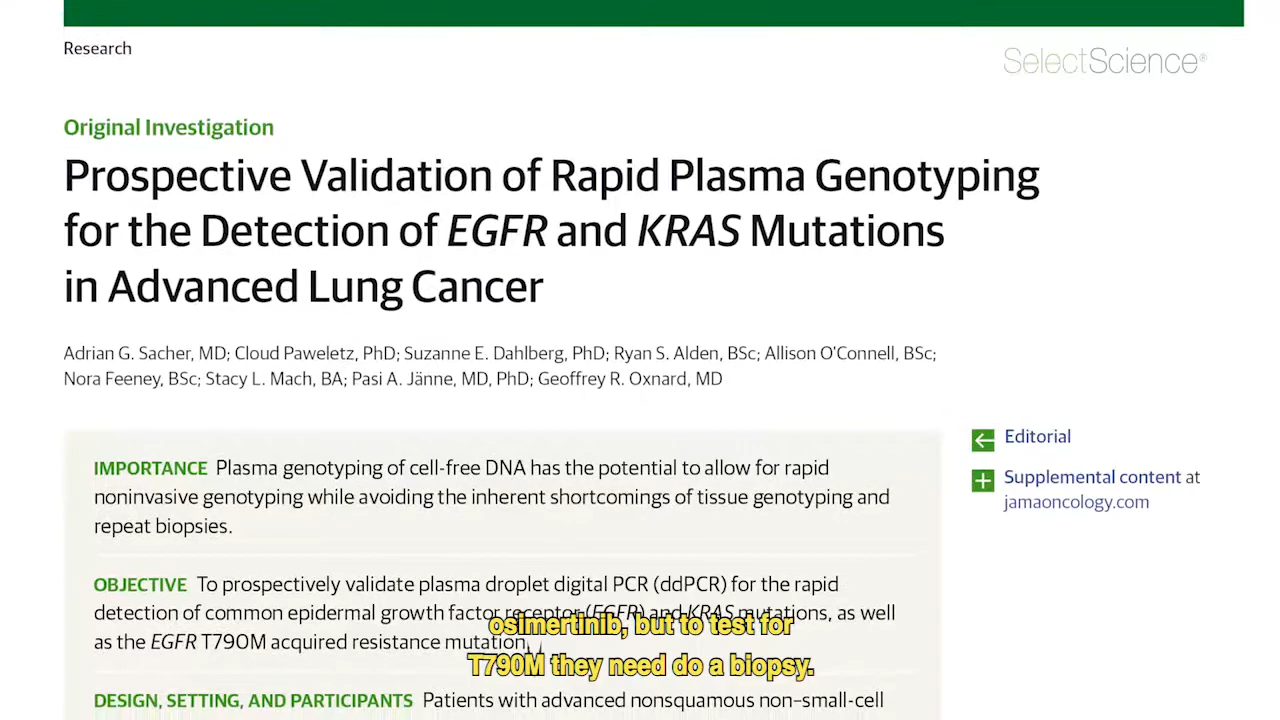 Research
SelectScience®
Original Investigation
Prospective Validation of Rapid Plasma Genotyping
for the Detection of EGFR and KRAS Mutations
in Advanced Lung Cancer
Adrian G. Sacher, MD; Cloud Paweletz, PhD; Suzanne E. Dahlberg, PhD; Ryan S. Alden, BSc; Allison O'Connell, BSc;
Nora Feeney, BSc; Stacy L. Mach, BA; Pasi A. Jänne, MD, PhD; Geoffrey R. Oxnard, MD
IMPORTANCE Plasma genotyping of cell-free DNA has the potential to allow for rapid
noninvasive genotyping while avoiding the inherent shortcomings of tissue genotyping and
repeat biopsies.
OBJECTIVE To prospectively validate plasma droplet digital PCR (ddPCR) for the rapid
detection of common epidermal growth factor receptor (EGFR) and KRAS mutations, as well
as the EGFR T790M acquired resistance mutation.
DESIGN, SETTING, AND PARTICIPANTS Patients with advanced nonsquamous non–small-cell
Editorial
Supplemental content at
jamaoncology.com
osimertinib, but to test for
T790M they need do a biopsy.